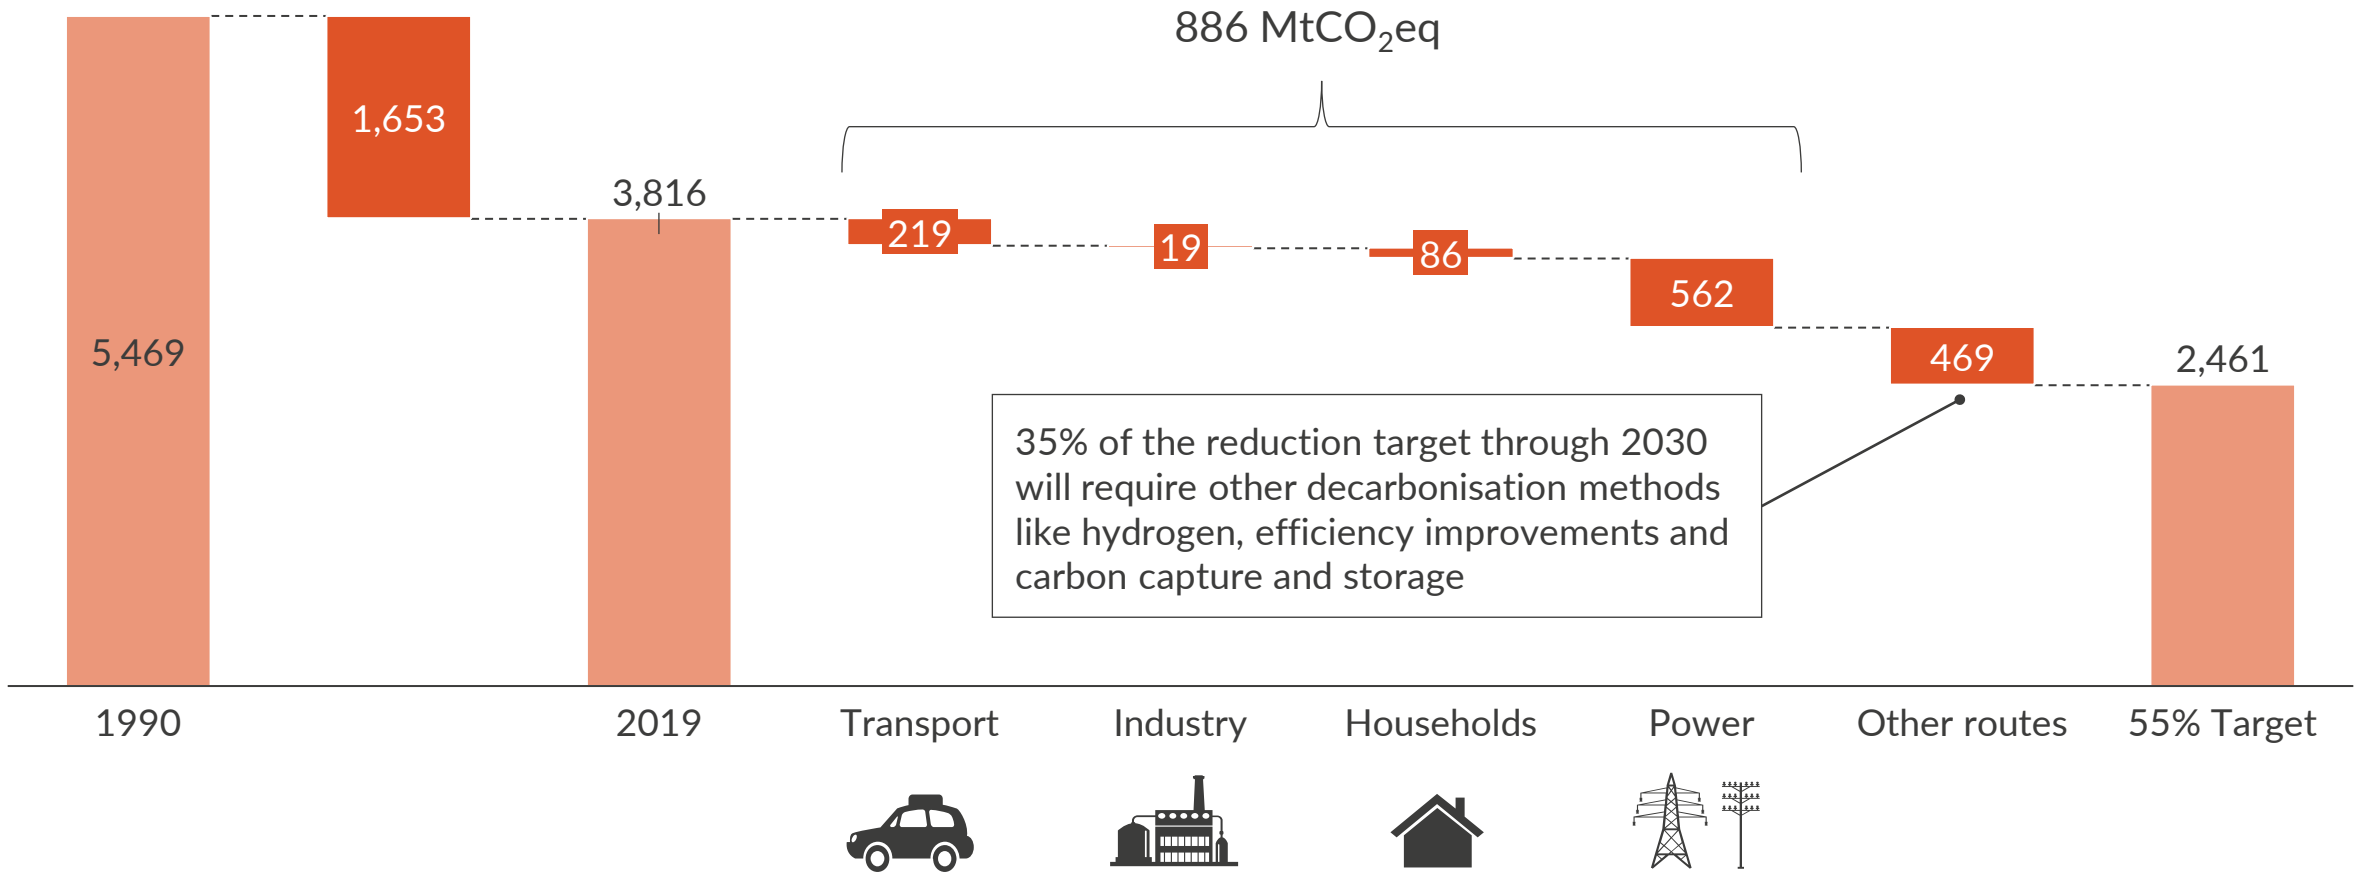 886 MtCO₂eq
1,653
3,816
219
19
86
562
5,469
469
2,461
35% of the reduction target through 2030
will require other decarbonisation methods
like hydrogen, efficiency improvements and
carbon capture and storage
1990
2019
Transport
Industry
Households
Power
Other routes
55% Target